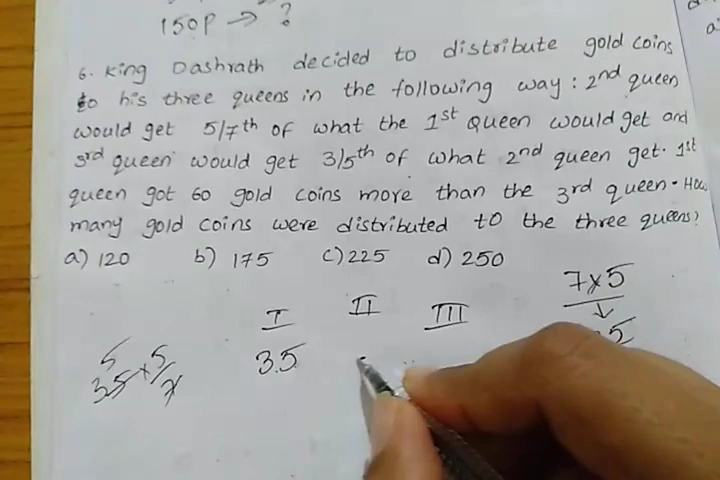 150P → ?
6. King Dashrath decided to distribute gold coins
to his three queens in the following way : 2nd queen
would get 5/7th of what the 1st Queen would get and
3rd queen would get 3/5th of what 2nd queen get. 1st
queen got 60 gold coins more than the 3rd queen. How
many gold coins were distributed to the three queens?
a) 120 b) 175 c) 225 d) 250
7x5
I II III
35
5
35 x 5/7